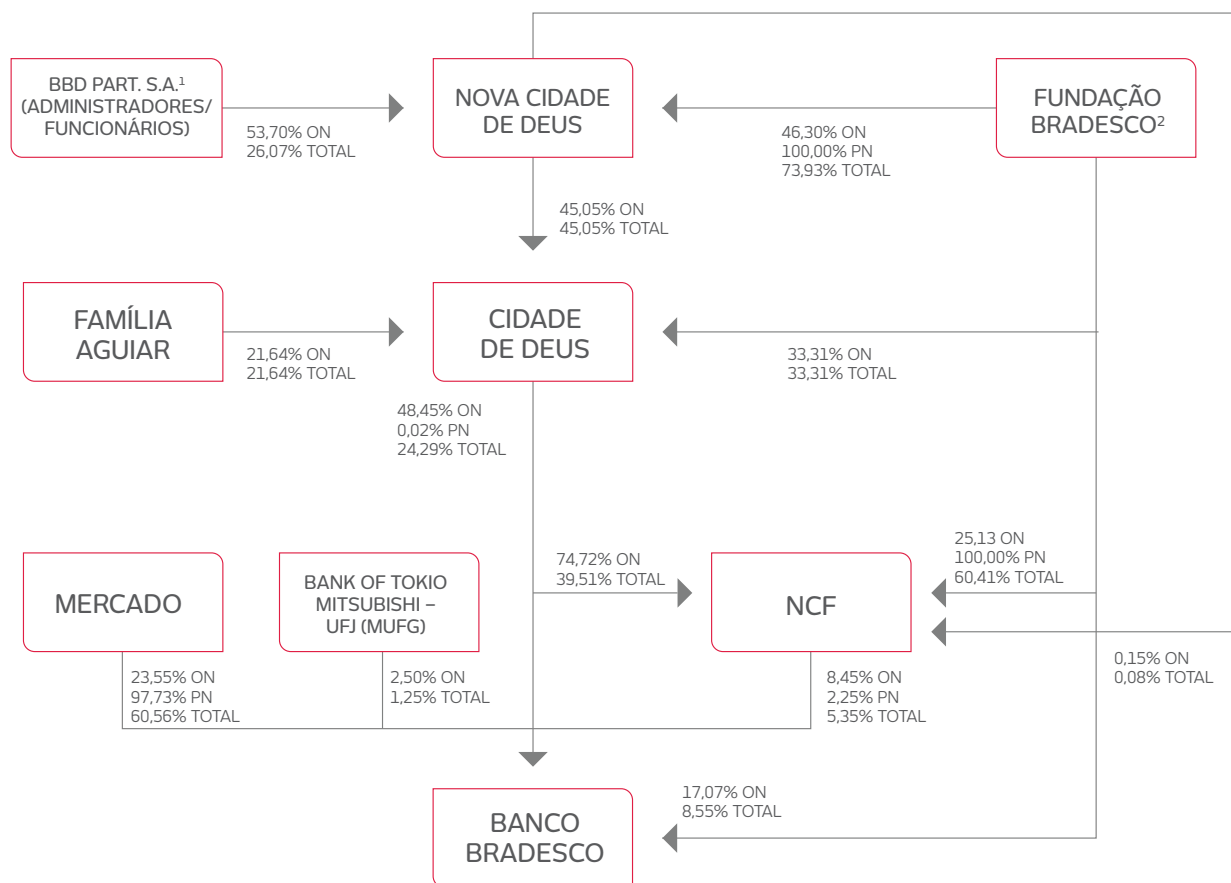 BBD PART. S.A.¹
(ADMINISTRADORES/
FUNCIONÁRIOS)
53,70% ON
26,07% TOTAL
NOVA CIDADE
DE DEUS
46,30% ON
100,00% PN
73,93% TOTAL
FUNDAÇÃO
BRADESCO²
45,05% ON
45,05% TOTAL
FAMÍLIA
AGUIAR
21,64% ON
21,64% TOTAL
CIDADE
DE DEUS
33,31% ON
33,31% TOTAL
48,45% ON
0,02% PN
24,29% TOTAL
MERCADO
BANK OF TOKIO
MITSUBISHI –
UFJ (MUFG)
74,72% ON
39,51% TOTAL
NCF
25,13 ON
100,00% PN
60,41% TOTAL
0,15% ON
0,08% TOTAL
23,55% ON
97,73% PN
60,56% TOTAL
2,50% ON
1,25% TOTAL
8,45% ON
2,25% PN
5,35% TOTAL
BANCO
BRADESCO
17,07% ON
8,55% TOTAL